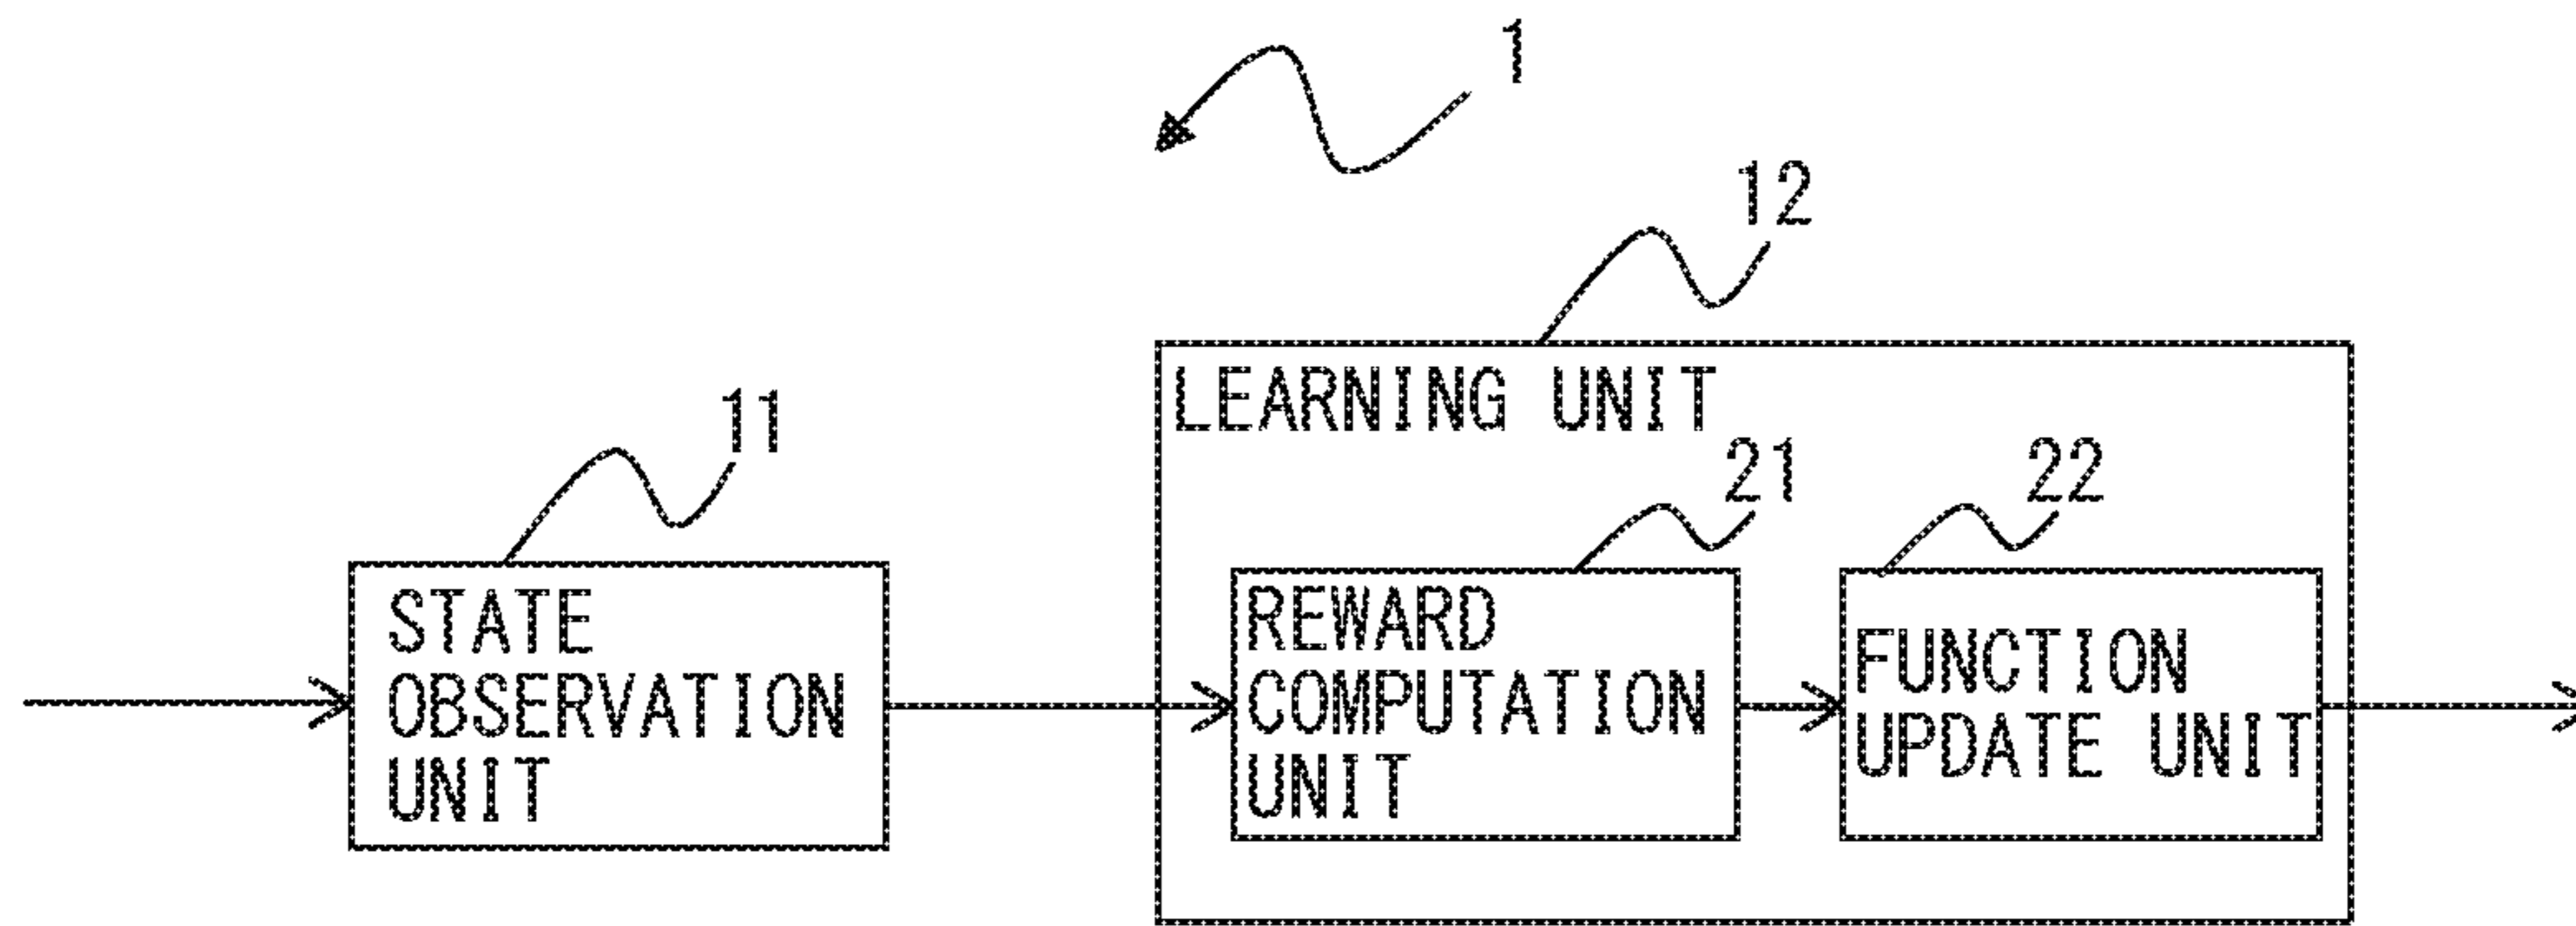 1
12
LEARNING UNIT
11
21
22
STATE
OBSERVATION
UNIT
REWARD
COMPUTATION
UNIT
FUNCTION
UPDATE UNIT